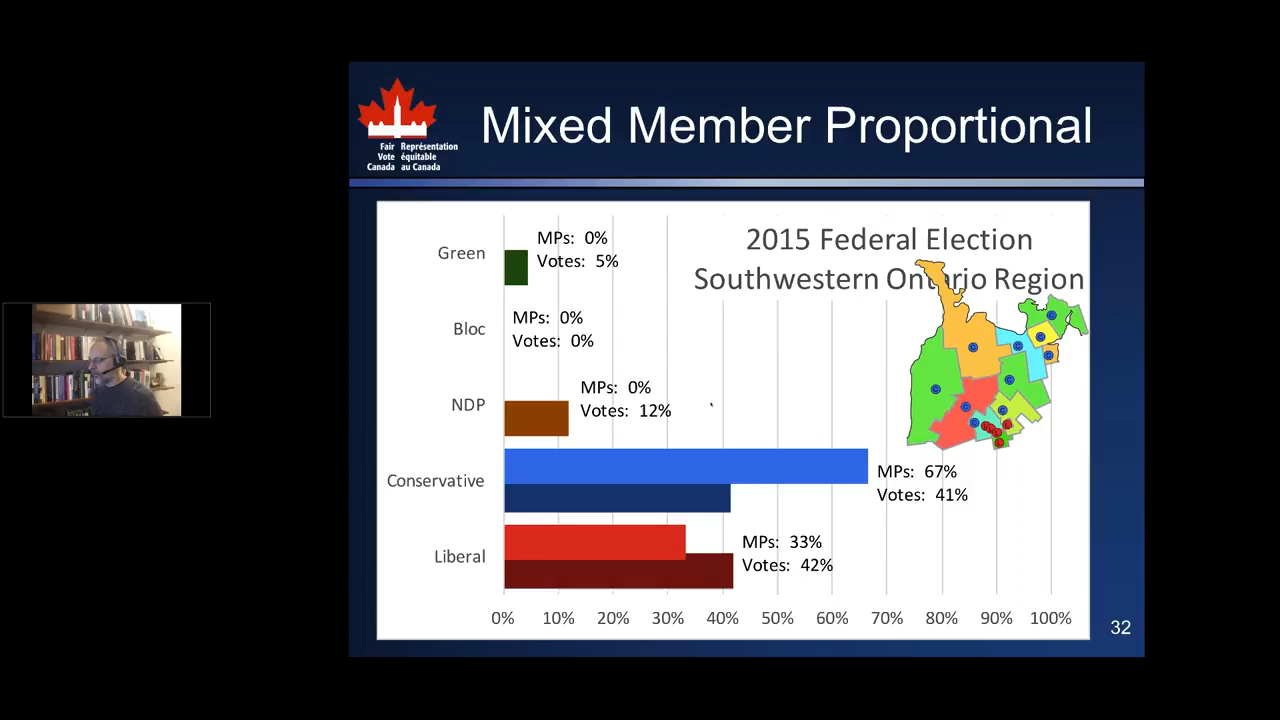 Mixed Member Proportional
Fair Représentation
Vote équitable
Canada au Canada
2015 Federal Election
Southwestern Ontario Region
Green
MPs: 0%
Votes: 5%
Bloc
MPs: 0%
Votes: 0%
NDP
MPs: 0%
Votes: 12%
Conservative
MPs: 67%
Votes: 41%
Liberal
MPs: 33%
Votes: 42%
0% 10% 20% 30% 40% 50% 60% 70% 80% 90% 100%
32